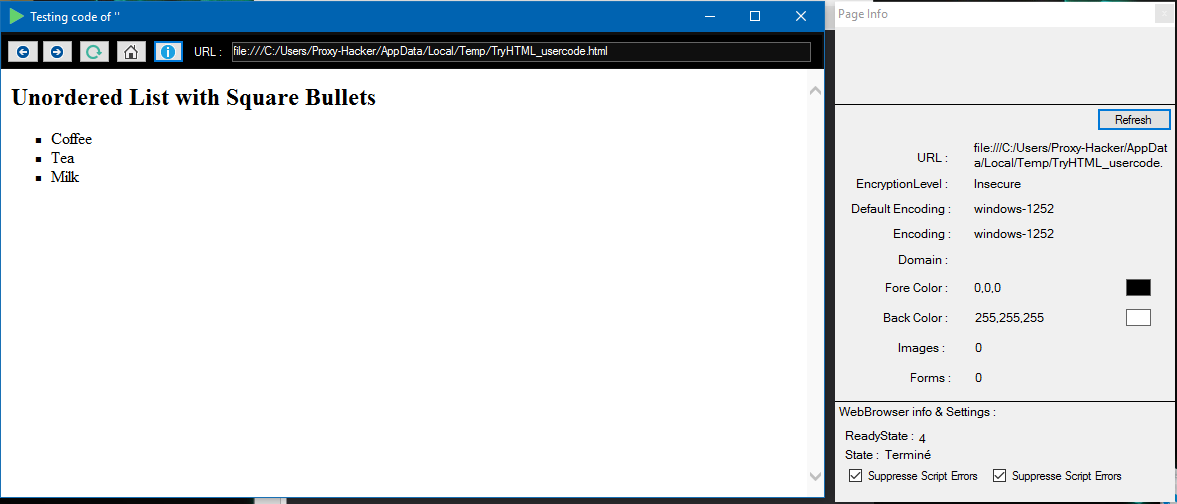 Testing code of ''
URL : file:///C:/Users/Proxy-Hacker/AppData/Local/Temp/TryHTML_usercode.html
Unordered List with Square Bullets
Coffee
Tea
Milk
Page Info
Refresh
URL : file:///C:/Users/Proxy-Hacker/AppDat
a/Local/Temp/TryHTML_usercode.
EncryptionLevel : Insecure
Default Encoding : windows-1252
Encoding : windows-1252
Domain :
Fore Color : 0,0,0
Back Color : 255,255,255
Images : 0
Forms : 0
WebBrowser info & Settings :
ReadyState : 4
State : Terminé
Suppresse Script Errors Suppresse Script Errors